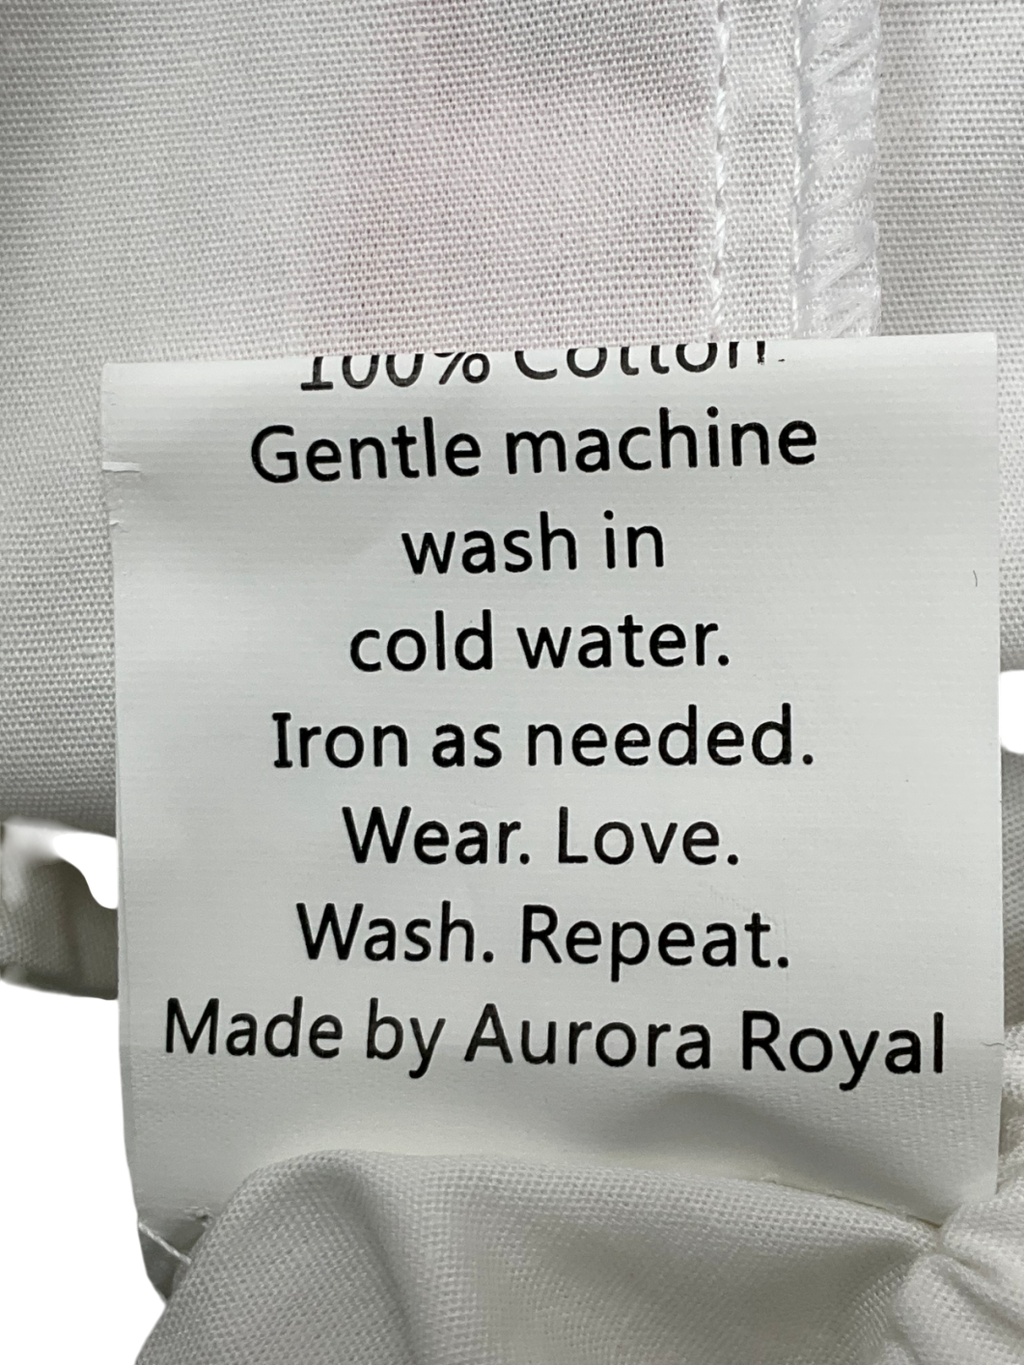 100% Cotton.
Gentle machine
wash in
cold water.
Iron as needed.
Wear. Love.
Wash. Repeat.
Made by Aurora Royal